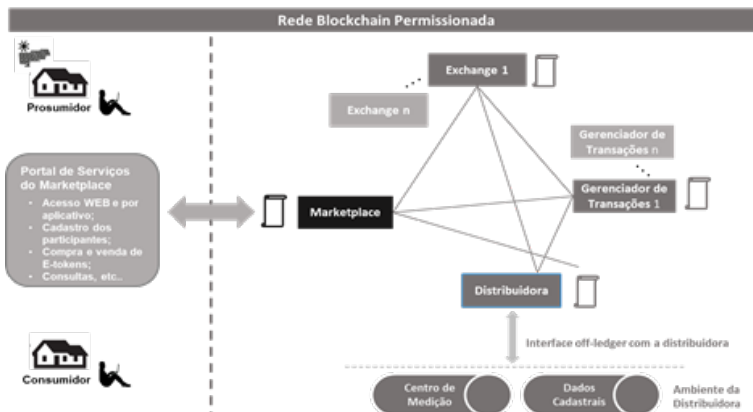 Rede Blockchain Permissionada
Prosumidor
Portal de Serviços
do Marketplace
• Acesso WEB e por
aplicativo;
• Cadastro dos
participantes;
• Compra e venda de
E-tokens;
• Consultas, etc..
Consumidor
Exchange 1
Exchange n
Gerenciador de
Transações n
Gerenciador de
Transações 1
Marketplace
Distribuidora
Interface off-ledger com a distribuidora
Centro de
Medição
Dados
Cadastrais
Ambiente da
Distribuidora